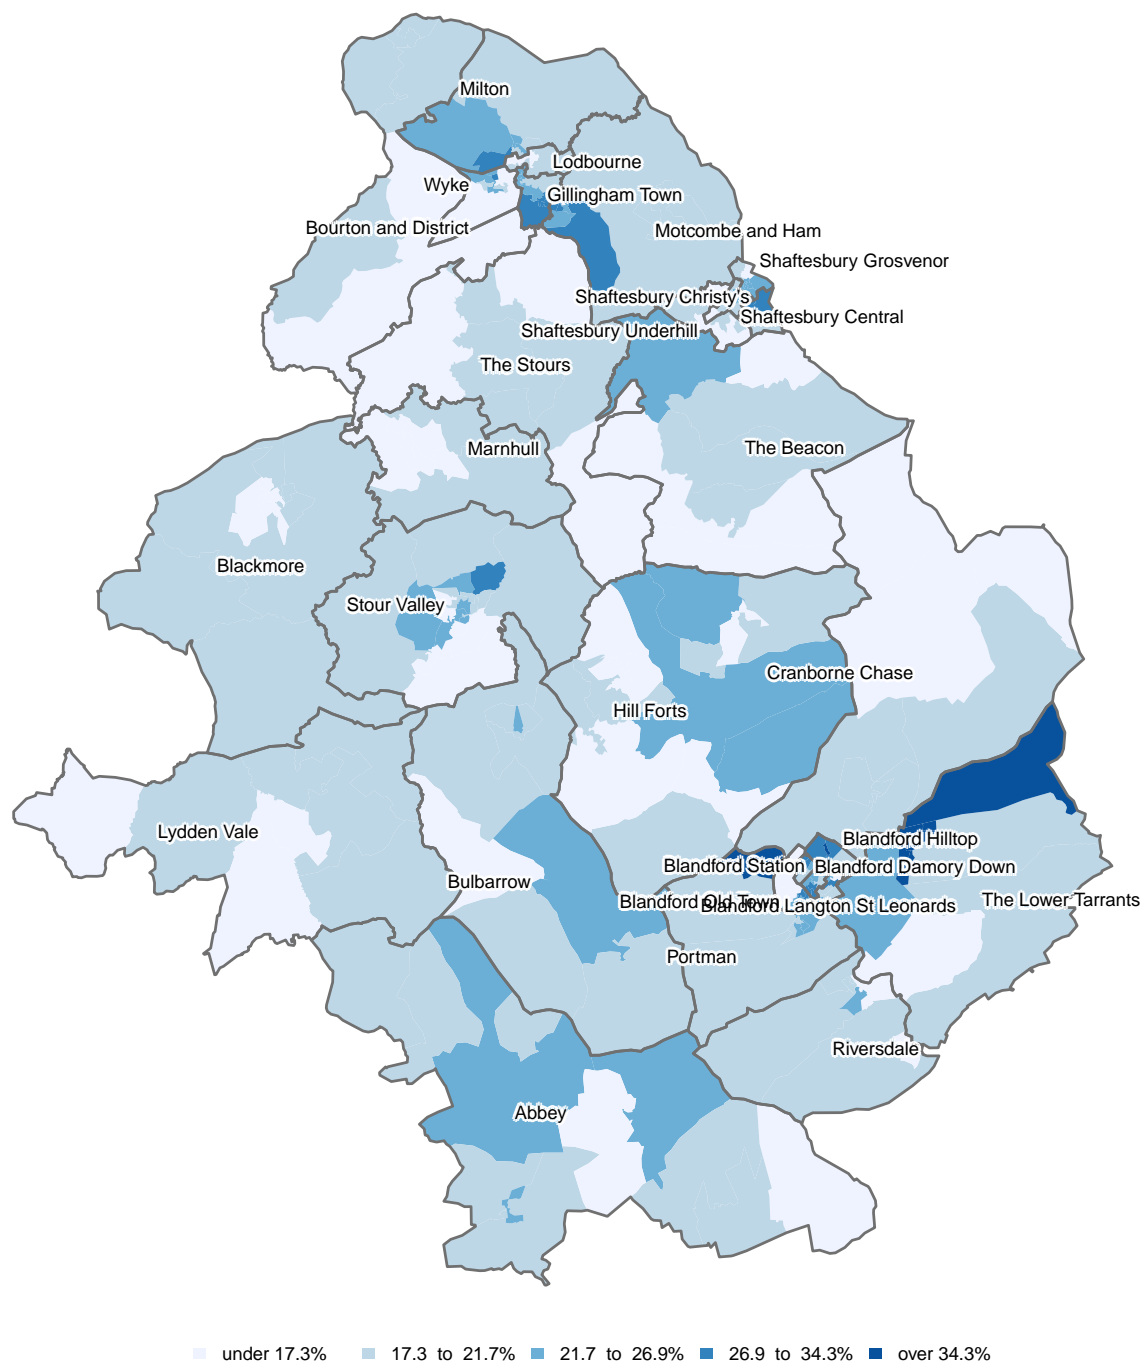 Milton
Lodbourne
Wyke
Gillingham Town
Bourton and District
Motcombe and Ham
Shaftesbury Grosvenor
Shaftesbury Christy's
Shaftesbury Central
Shaftesbury Underhill
The Stours
Marnhull
The Beacon
Blackmore
Stour Valley
Cranborne Chase
Hill Forts
Lydden Vale
Blandford Hilltop
Blandford Station
Blandford Damory Down
Bulbarrow
Blandford Old Town
Blandford Langton St Leonards
The Lower Tarrants
Portman
Riversdale
Abbey
under 17.3%
17.3 to 21.7%
21.7 to 26.9%
26.9 to 34.3%
over 34.3%